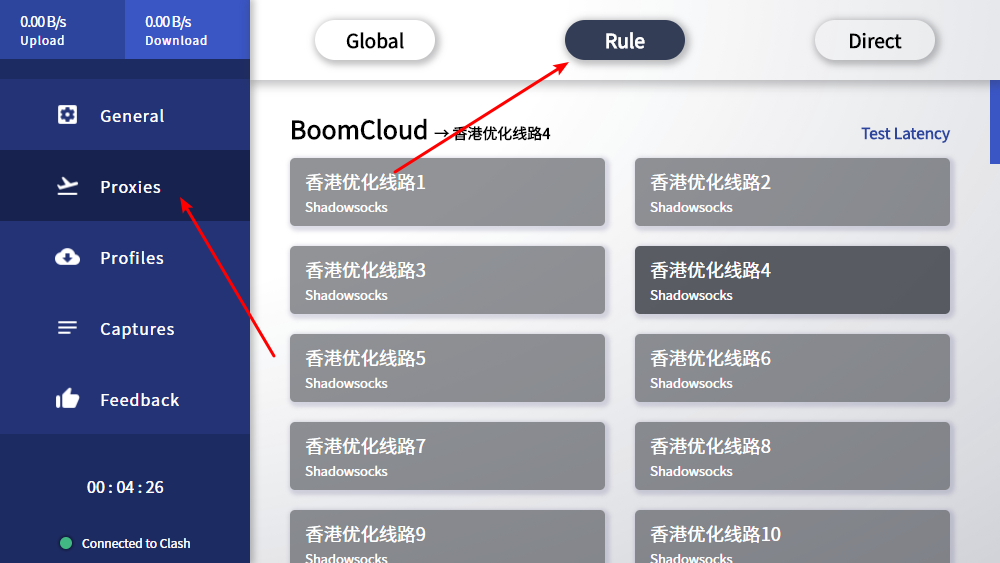 0.00 B/s
Upload
0.00 B/s
Download
General
Proxies
Profiles
Captures
Feedback
00 : 04 : 26
Connected to Clash
Global
Rule
Direct
BoomCloud → 香港优化线路4
Test Latency
香港优化线路1
Shadowsocks
香港优化线路2
Shadowsocks
香港优化线路3
Shadowsocks
香港优化线路4
Shadowsocks
香港优化线路5
Shadowsocks
香港优化线路6
Shadowsocks
香港优化线路7
Shadowsocks
香港优化线路8
Shadowsocks
香港优化线路9
Shadowsocks
香港优化线路10
Shadowsocks